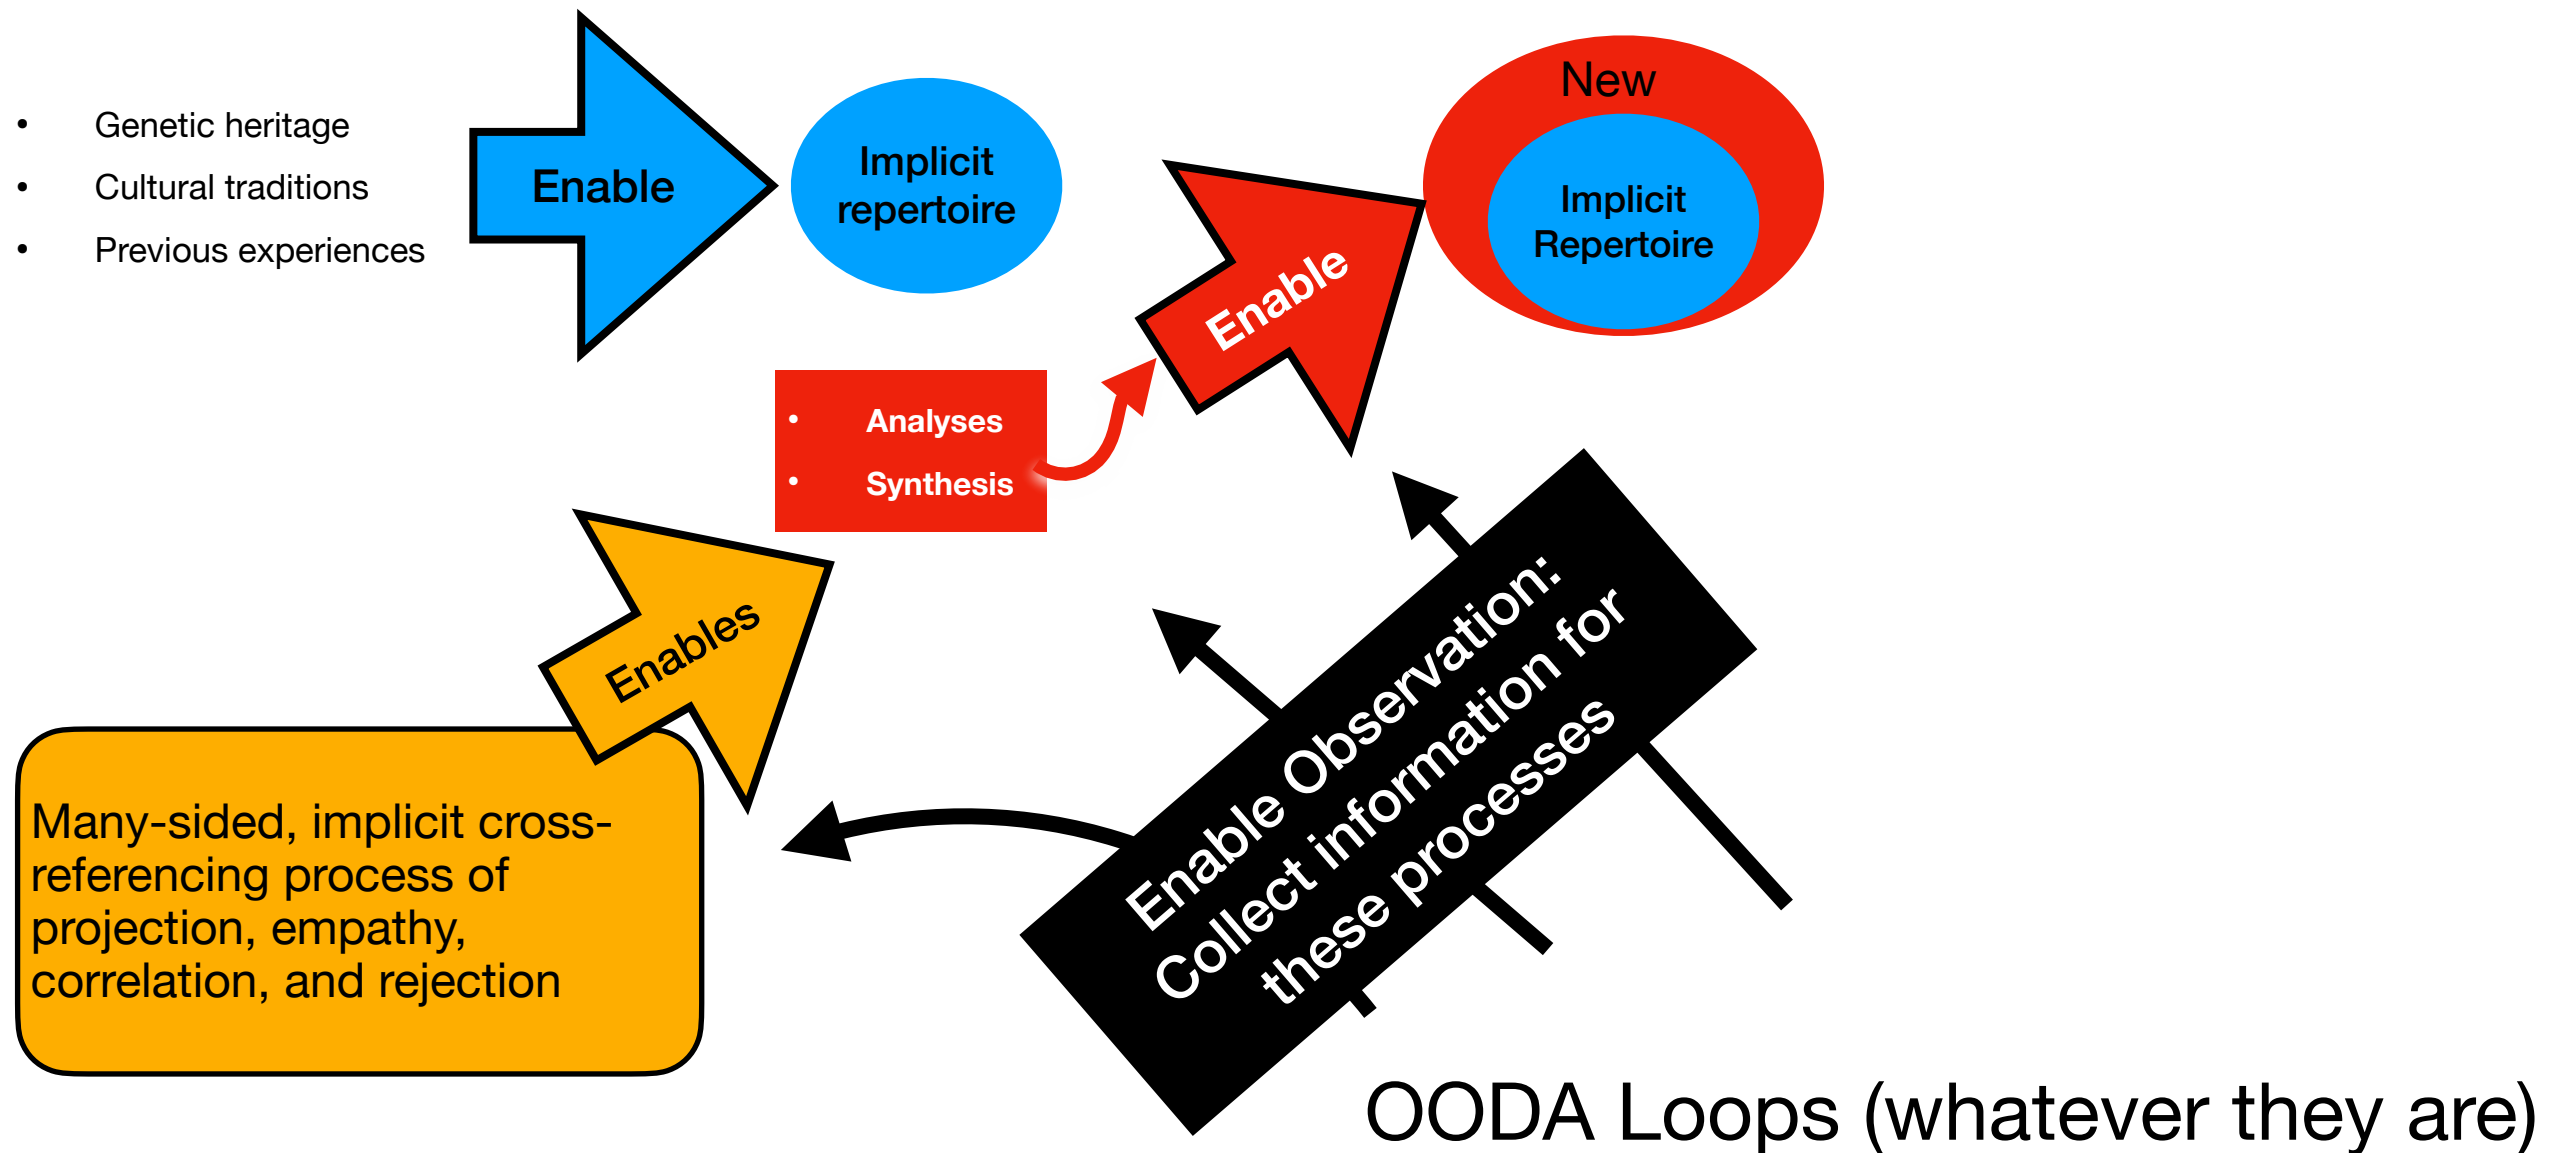 • Genetic heritage
• Cultural traditions
• Previous experiences
Enable
Implicit
repertoire
Enable
New
Implicit
Repertoire
• Analyses
• Synthesis
Enables
Many-sided, implicit cross-
referencing process of
projection, empathy,
correlation, and rejection
Enable Observation:
Collect information for
these processes
OODA Loops (whatever they are)